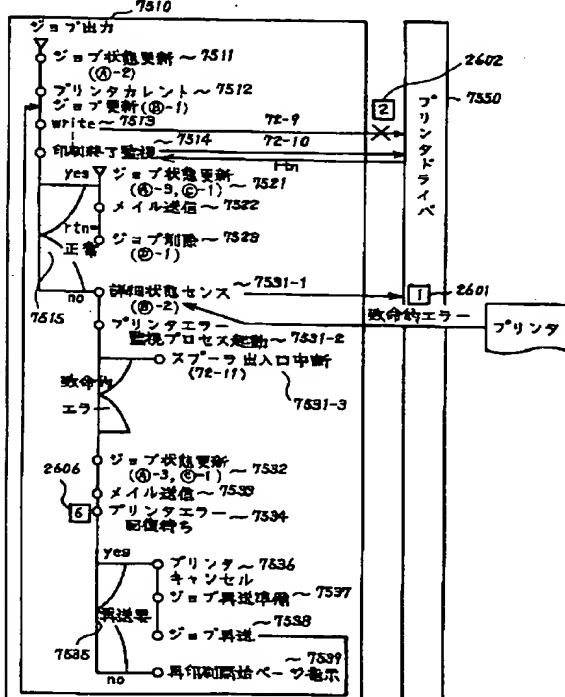 7510
ジョブ出力
ジョブ状態更新 ~ 7511
(Ⓐ-2)
プリンタカレント ~ 7512
ジョブ更新(Ⓑ-1)
write ~ 7513
72-9
2
2602
印刷終了監視
7514
72-10
rtn
プリンタドライバ
7550
yes
ジョブ状態更新
(Ⓐ-3, Ⓒ-1) ~ 7521
メイル送信 ~ 7522
rtn=
正常
ジョブ削除 ~ 7523
(Ⓓ-1)
7515
no
詳細状態センス ~ 7531-1
(Ⓑ-2)
1
2601
致命的エラー
プリンタ
プリンタエラー
監視プロセス起動 ~ 7531-2
致命的
エラー
スプーラ出入口中断
(72-11)
7531-3
ジョブ状態更新
(Ⓐ-3, Ⓒ-1) ~ 7532
メイル送信 ~ 7533
2606
6
プリンタエラー ~ 7534
回復待ち
yes
プリンタ ~ 7536
キャンセル
ジョブ再送準備 ~ 7537
再送要
ジョブ再送 ~ 7538
7535
no
再印刷開始ページ指示 ~ 7539